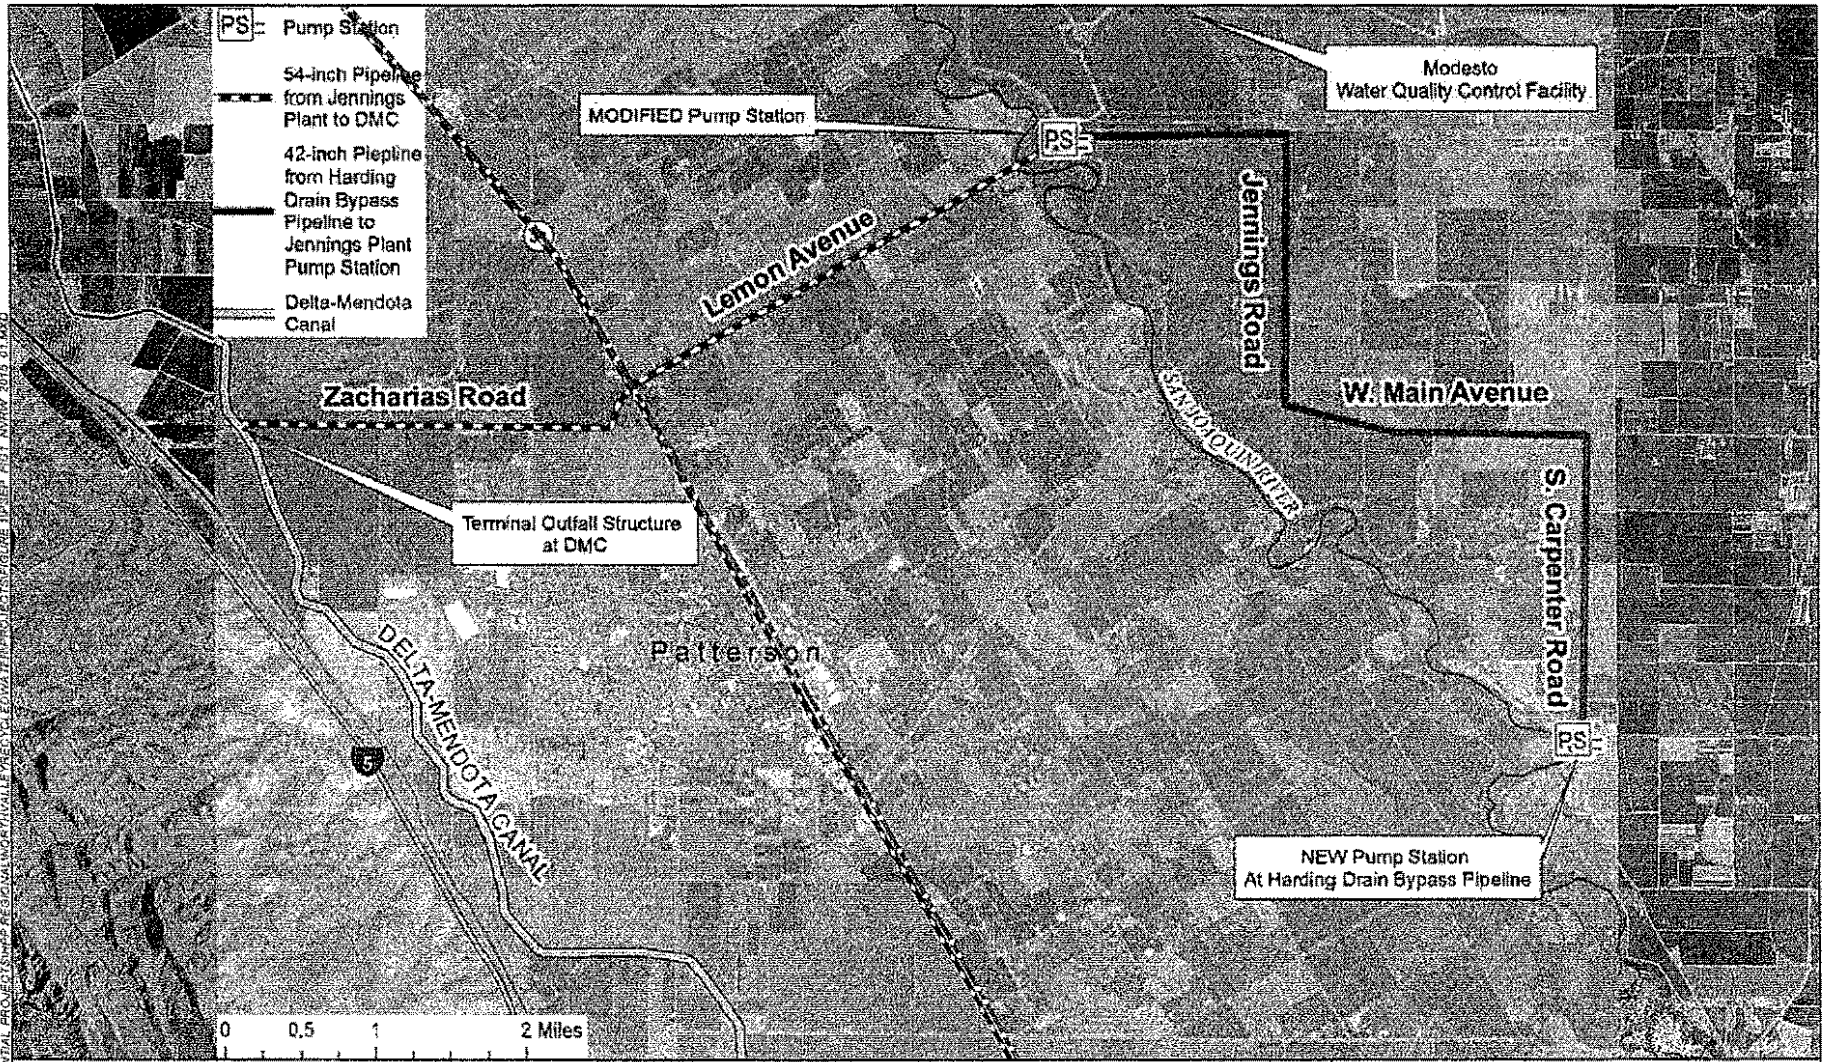 PS
Pump Station
54-inch Pipeline
from Jennings
Plant to DMC
42-inch Piepline
from Harding
Drain Bypass
Pipeline to
Jennings Plant
Pump Station
Delta-Mendota
Canal
Modesto
Water Quality Control Facility
MODIFIED Pump Station
PS
Jennings Road
Lemon Avenue
Zacharias Road
W. Main Avenue
SAN JOAQUIN RIVER
S. Carpenter Road
Terminal Outfall Structure
at DMC
Patterson
DELTA-MENDOTA CANAL
5
PS
NEW Pump Station
At Harding Drain Bypass Pipeline
0 0.5 1 2 Miles